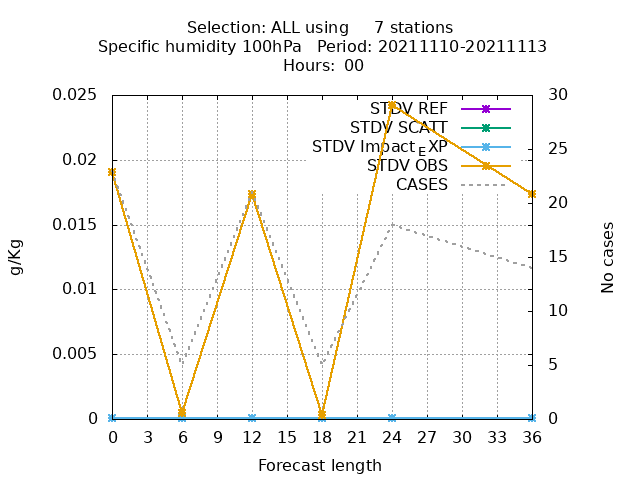 Selection: ALL using     7 stations
Specific humidity 100hPa   Period: 20211110-20211113
Hours: 00
0.025
0.02
0.015
0.01
0.005
0
30
25
20
15
10
5
0
STDV REF
STDV SCATT
STDV Impact_EXP
STDV OBS
CASES
g/Kg
No cases
0 3 6 9 12 15 18 21 24 27 30 33 36
Forecast length